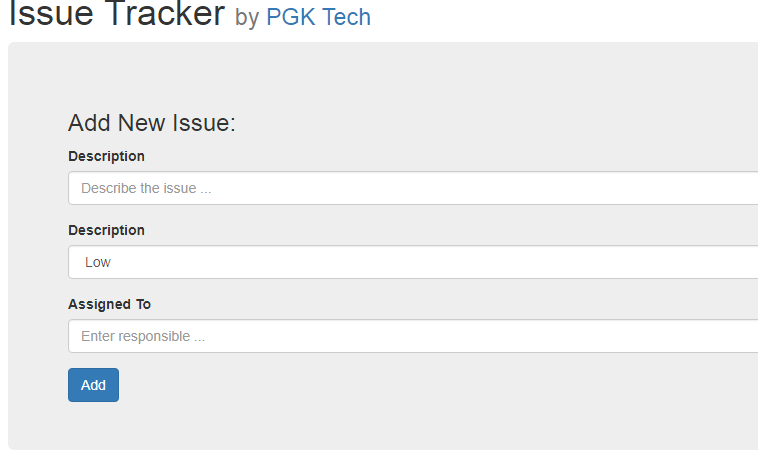 Issue Tracker by PGK Tech
Add New Issue:
Description
Describe the issue ...
Description
Low
Assigned To
Enter responsible ...
Add